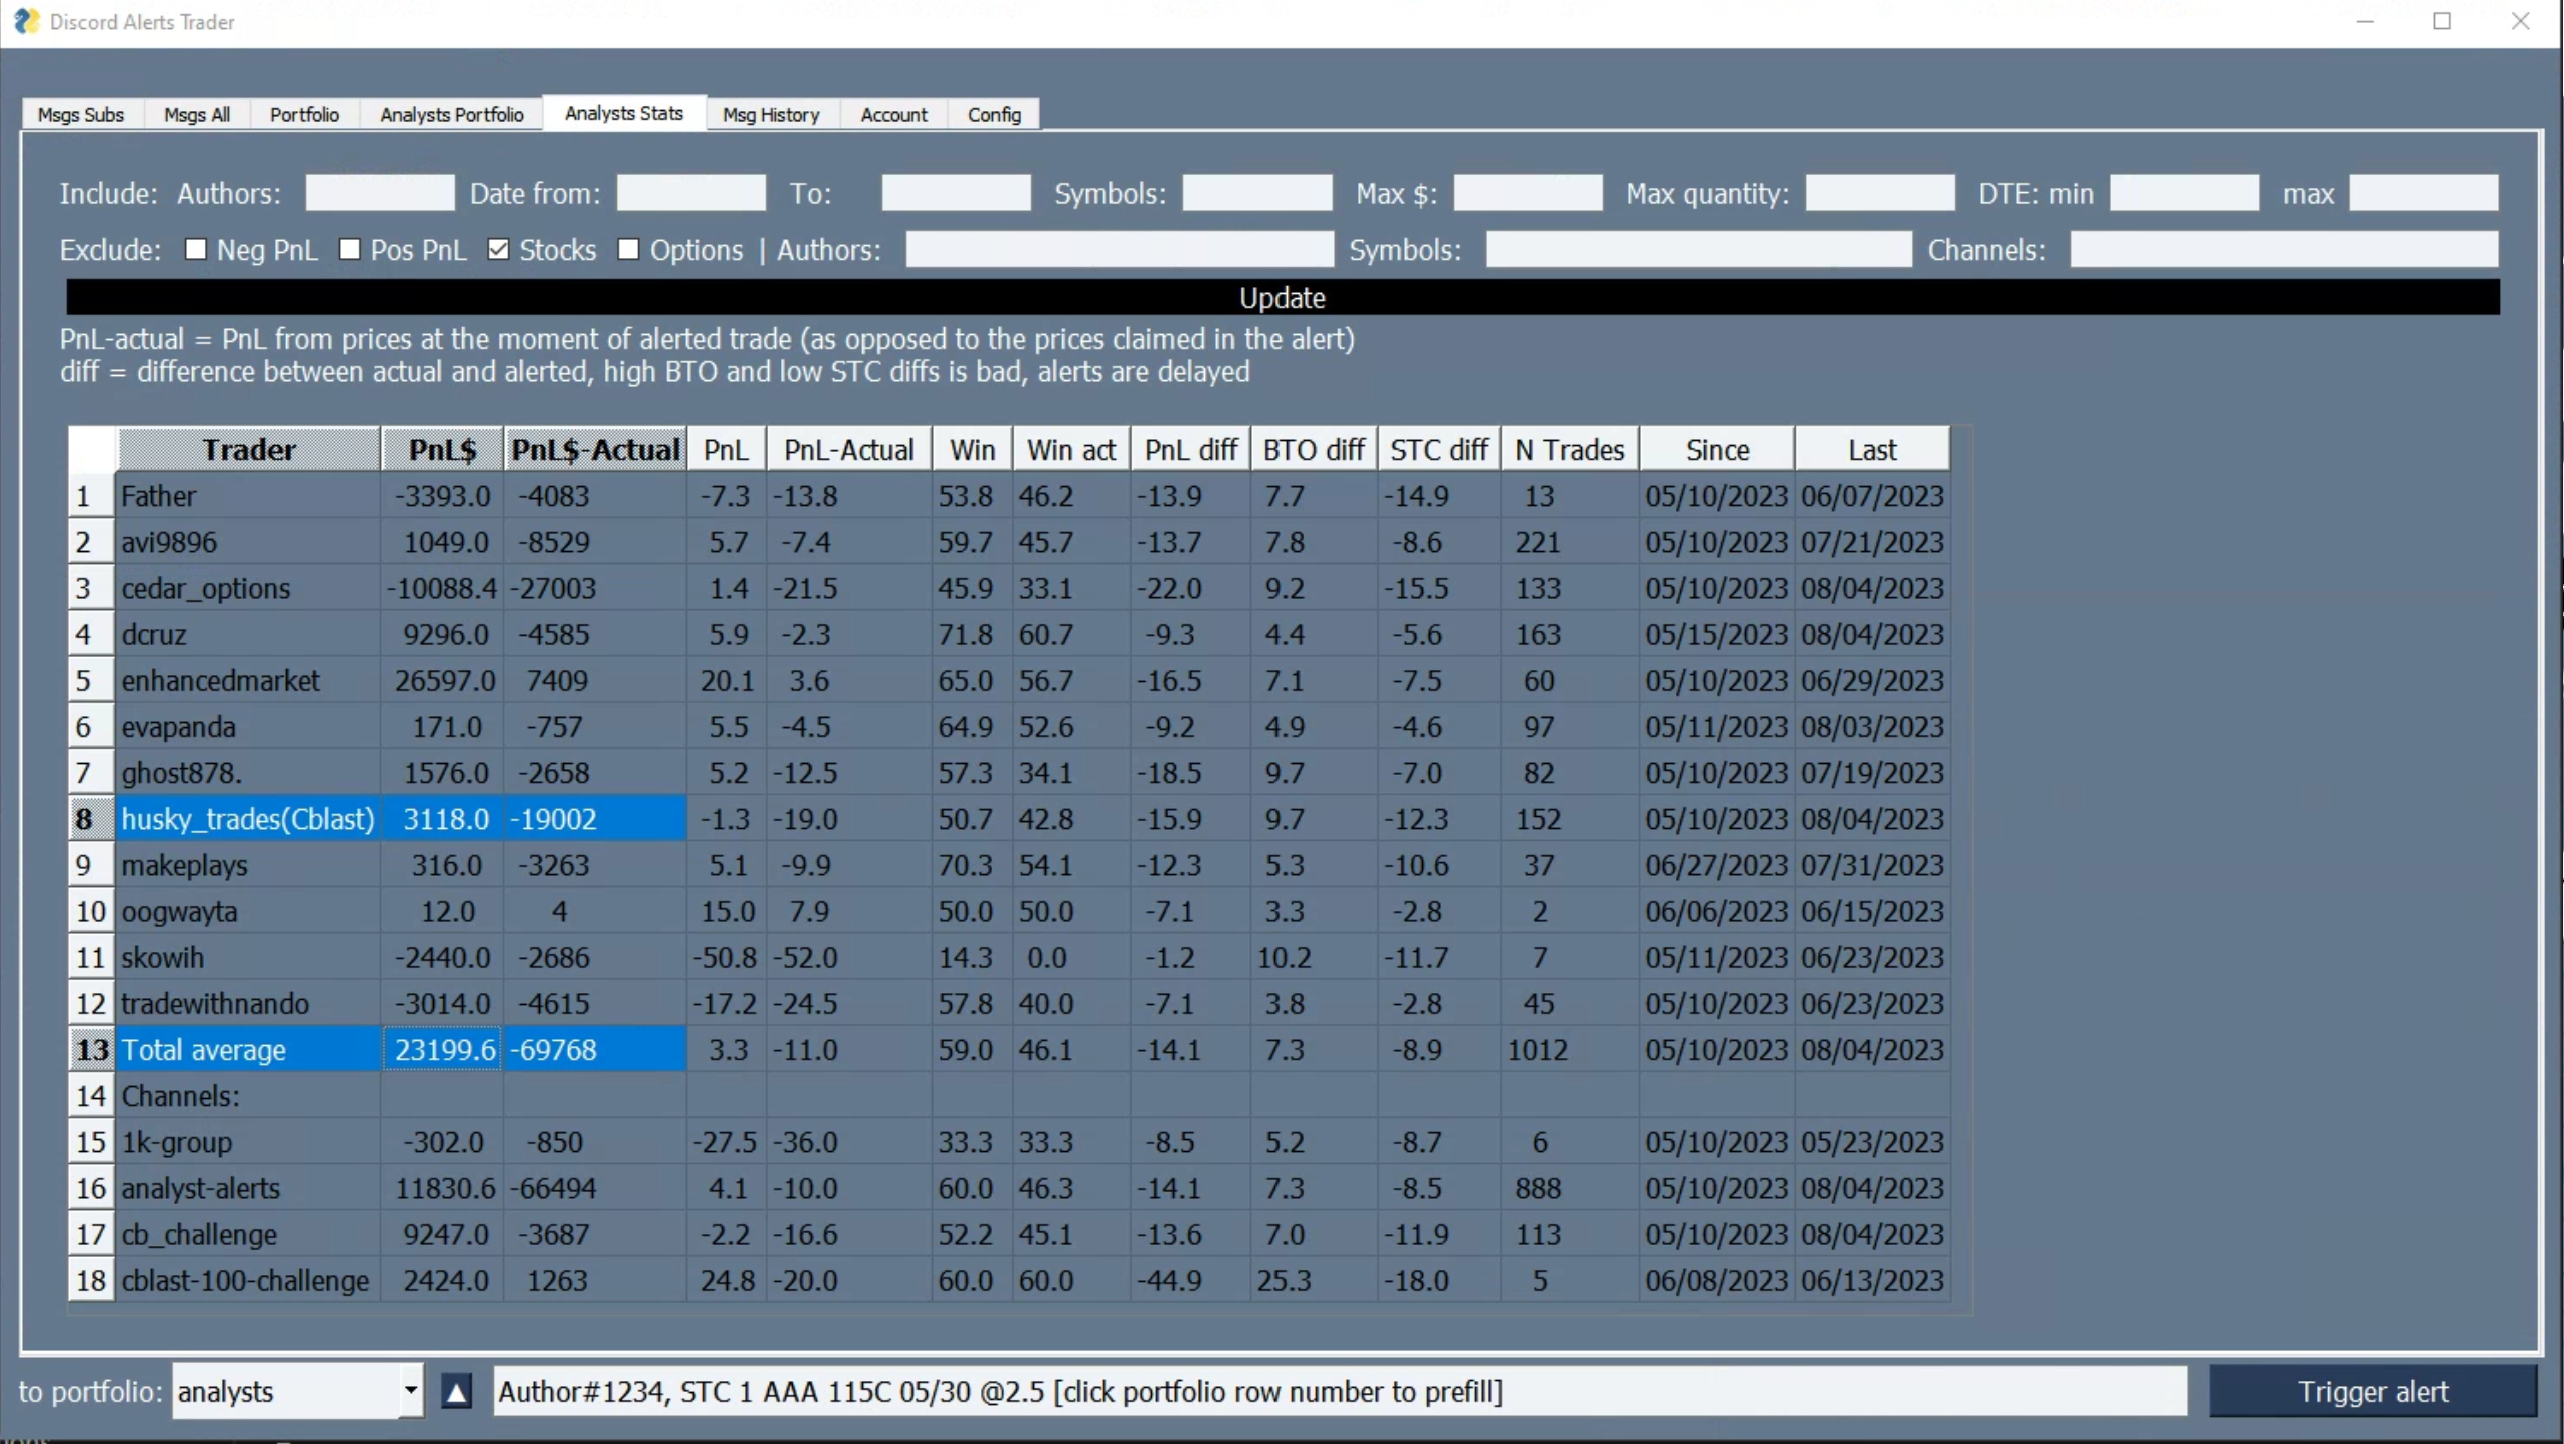 Discord Alerts Trader
Msgs Subs Msgs All Portfolio Analysts Portfolio Analysts Stats Msg History Account Config
Include: Authors: Date from: To: Symbols: Max $: Max quantity: DTE: min max
Exclude: Neg PnL Pos PnL Stocks Options | Authors: Symbols: Channels:
Update
PnL-actual = PnL from prices at the moment of alerted trade (as opposed to the prices claimed in the alert)
diff = difference between actual and alerted, high BTO and low STC diffs is bad, alerts are delayed
Trader PnL$ PnL$-Actual PnL PnL-Actual Win Win act PnL diff BTO diff STC diff N Trades Since Last
1 Father -3393.0 -4083 -7.3 -13.8 53.8 46.2 -13.9 7.7 -14.9 13 05/10/2023 06/07/2023
2 avi9896 1049.0 -8529 5.7 -7.4 59.7 45.7 -13.7 7.8 -8.6 221 05/10/2023 07/21/2023
3 cedar_options -10088.4 -27003 1.4 -21.5 45.9 33.1 -22.0 9.2 -15.5 133 05/10/2023 08/04/2023
4 dcruz 9296.0 -4585 5.9 -2.3 71.8 60.7 -9.3 4.4 -5.6 163 05/15/2023 08/04/2023
5 enhancedmarket 26597.0 7409 20.1 3.6 65.0 56.7 -16.5 7.1 -7.5 60 05/10/2023 06/29/2023
6 evapanda 171.0 -757 5.5 -4.5 64.9 52.6 -9.2 4.9 -4.6 97 05/11/2023 08/03/2023
7 ghost878. 1576.0 -2658 5.2 -12.5 57.3 34.1 -18.5 9.7 -7.0 82 05/10/2023 07/19/2023
8 husky_trades(Cblast) 3118.0 -19002 -1.3 -19.0 50.7 42.8 -15.9 9.7 -12.3 152 05/10/2023 08/04/2023
9 makeplays 316.0 -3263 5.1 -9.9 70.3 54.1 -12.3 5.3 -10.6 37 06/27/2023 07/31/2023
10 oogwayta 12.0 4 15.0 7.9 50.0 50.0 -7.1 3.3 -2.8 2 06/06/2023 06/15/2023
11 skowih -2440.0 -2686 -50.8 -52.0 14.3 0.0 -1.2 10.2 -11.7 7 05/11/2023 06/23/2023
12 tradewithnando -3014.0 -4615 -17.2 -24.5 57.8 40.0 -7.1 3.8 -2.8 45 05/10/2023 06/23/2023
13 Total average 23199.6 -69768 3.3 -11.0 59.0 46.1 -14.1 7.3 -8.9 1012 05/10/2023 08/04/2023
14 Channels:
15 1k-group -302.0 -850 -27.5 -36.0 33.3 33.3 -8.5 5.2 -8.7 6 05/10/2023 05/23/2023
16 analyst-alerts 11830.6 -66494 4.1 -10.0 60.0 46.3 -14.1 7.3 -8.5 888 05/10/2023 08/04/2023
17 cb_challenge 9247.0 -3687 -2.2 -16.6 52.2 45.1 -13.6 7.0 -11.9 113 05/10/2023 08/04/2023
18 cblast-100-challenge 2424.0 1263 24.8 -20.0 60.0 60.0 -44.9 25.3 -18.0 5 06/08/2023 06/13/2023
to portfolio: analysts ▲ Author#1234, STC 1 AAA 115C 05/30 @2.5 [click portfolio row number to prefill] Trigger alert